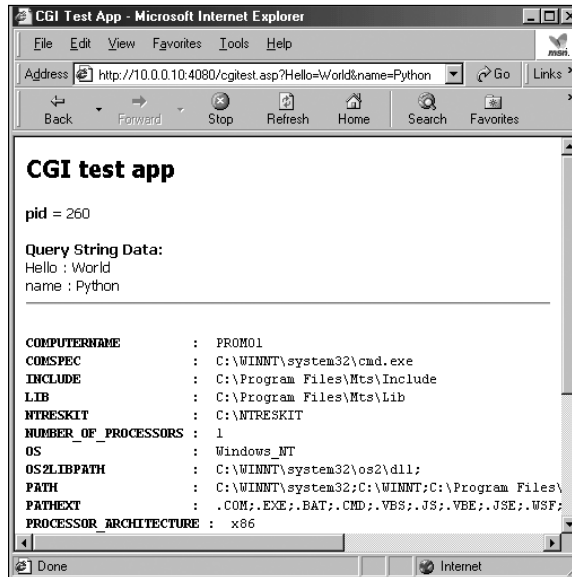 CGI Test App - Microsoft Internet Explorer
File Edit View Favorites Tools Help
msn.
Address http://10.0.0.10:4080/cgitest.asp?Hello=World&name=Python Go Links »
Back Forward Stop Refresh Home Search Favorites »
CGI test app
pid = 260
Query String Data:
Hello : World
name : Python
COMPUTERNAME : PROMO1
COMSPEC : C:\WINNT\system32\cmd.exe
INCLUDE : C:\Program Files\Mts\Include
LIB : C:\Program Files\Mts\Lib
NTRESKIT : C:\NTRESKIT
NUMBER_OF_PROCESSORS : 1
OS : Windows_NT
OS2LIBPATH : C:\WINNT\system32\os2\dll;
PATH : C:\WINNT\system32;C:\WINNT;C:\Program Files\
PATHEXT : .COM;.EXE;.BAT;.CMD;.VBS;.JS;.VBE;.JSE;.WSF;
PROCESSOR_ARCHITECTURE : x86
Done Internet